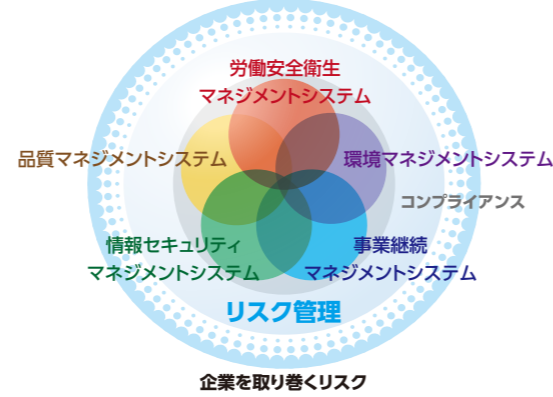 労働安全衛生
マネジメントシステム
品質マネジメントシステム
環境マネジメントシステム
コンプライアンス
情報セキュリティ
マネジメントシステム
事業継続
マネジメントシステム
リスク管理
企業を取り巻くリスク